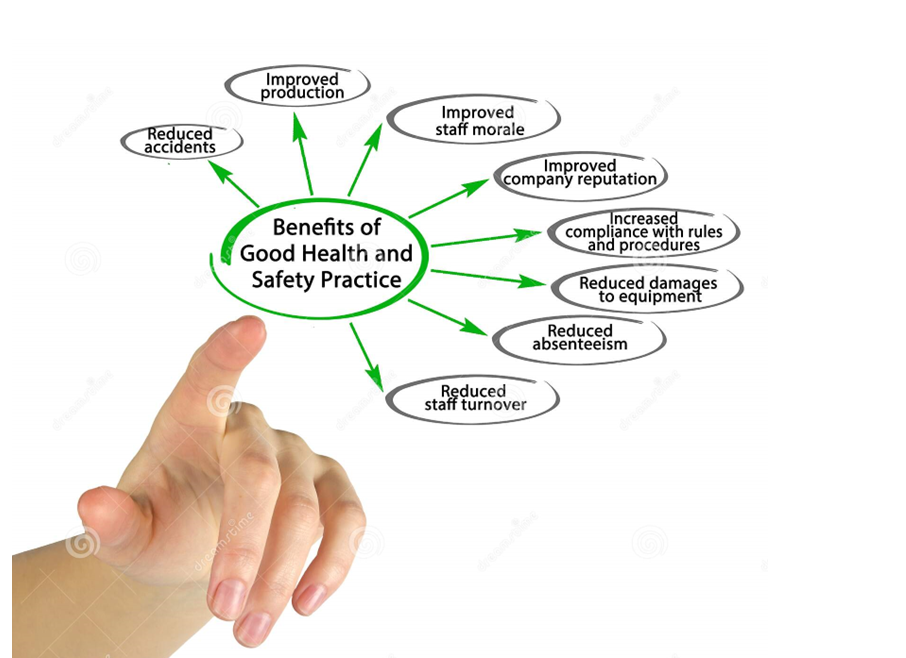 Improved
production
Improved
staff morale
Reduced
accidents
Improved
company reputation
Increased
compliance with rules
and procedures
Benefits of
Good Health and
Safety Practice
Reduced damages
to equipment
Reduced
absenteeism
Reduced
staff turnover
dreamstime